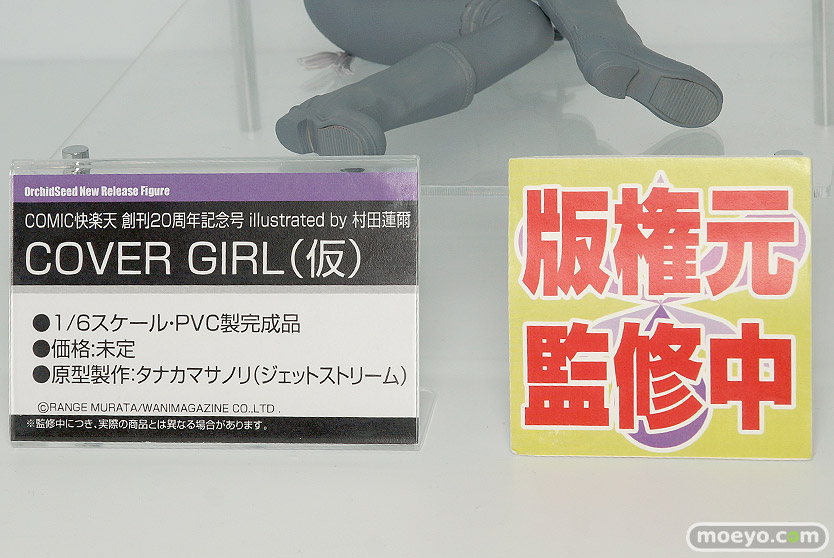 OrchidSeed New Release Figure
COMIC快楽天 創刊20周年記念号 illustrated by 村田蓮爾
COVER GIRL(仮)
●1/6スケール・PVC製完成品
●価格:未定
●原型製作:タナカマサノリ(ジェットストリーム)
©RANGE MURATA/WANIMAGAZINE CO.,LTD.
※監修中につき、実際の商品とは異なる場合があります。
版権元
監修中
moeyo.com